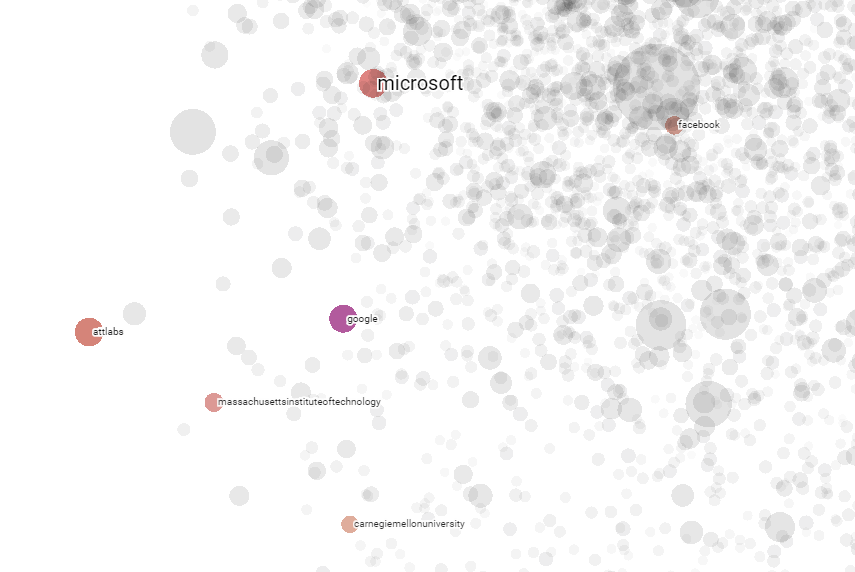 microsoft
facebook
google
attlabs
massachusettsinstituteoftechnology
carnegiemellonuniversity